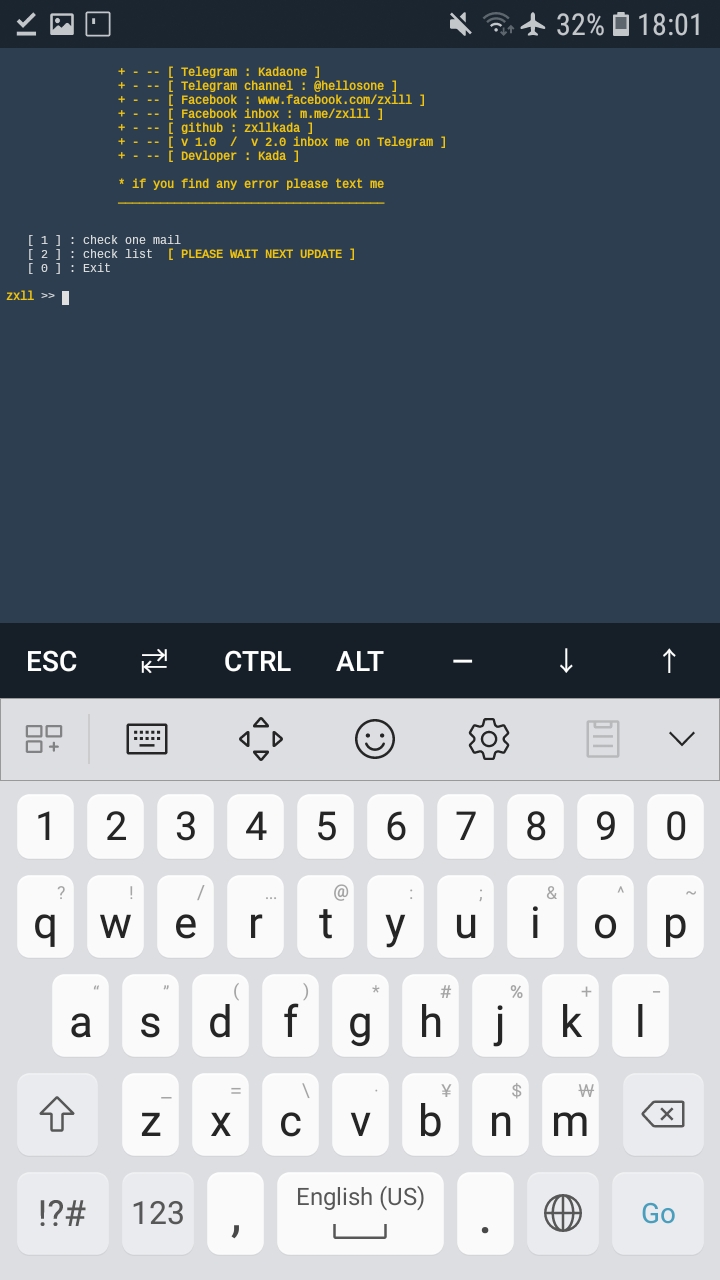 32% 18:01
+ - -- [ Telegram : Kadaone ]
+ - -- [ Telegram channel : @hellosone ]
+ - -- [ Facebook : www.facebook.com/zxlll ]
+ - -- [ Facebook inbox : m.me/zxlll ]
+ - -- [ github : zxllkada ]
+ - -- [ v 1.0  /  v 2.0 inbox me on Telegram ]
+ - -- [ Devloper : Kada ]
* if you find any error please text me
[ 1 ] : check one mail
[ 2 ] : check list  [ PLEASE WAIT NEXT UPDATE ]
[ 0 ] : Exit
zxll >>
ESC CTRL ALT – ↓ ↑
1 2 3 4 5 6 7 8 9 0
? ! / ... @ : ; & ^ ~
q w e r t y u i o p
“ ” ( ) * # % + -
a s d f g h j k l
_ = \ · ¥ $ ₩
z x c v b n m
!?# 123 , English (US) . Go